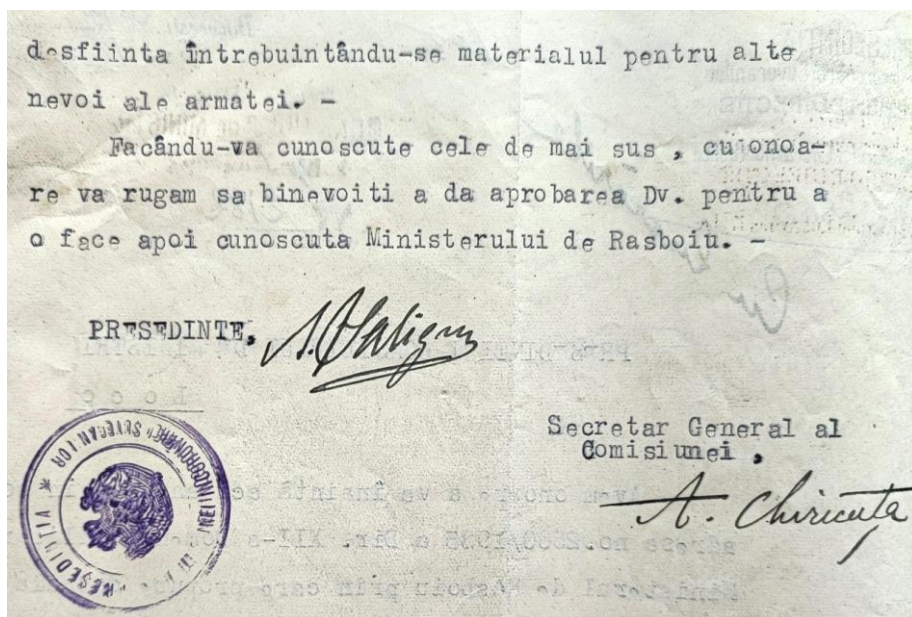 desfiinta întrebuintându-se materialul pentru alte
nevoi ale armatei. -
Facându-va cunoscute cele de mai sus , cu onoa-
re va rugam sa binevoiti a da aprobarea Dv. pentru a
o face apoi cunoscuta Ministerului de Rasboiu. -
PRESEDINTE,
Secretar General al
Comisiunei ,
A. Chiricuta